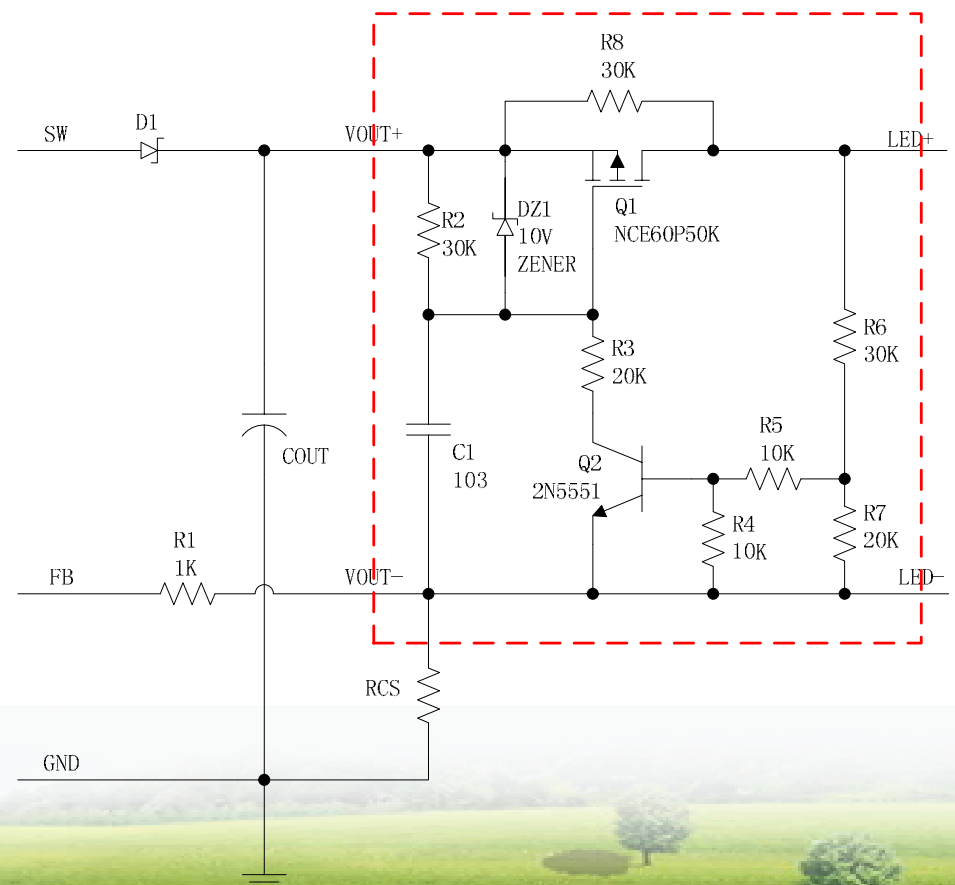 R8
30K
SW
D1
VOUT+
LED+
R2
30K
DZ1
10V
ZENER
Q1
NCE60P50K
R3
20K
R6
30K
COUT
C1
103
Q2
2N5551
R5
10K
R4
10K
R7
20K
R1
1K
FB
VOUT-
LED-
RCS
GND